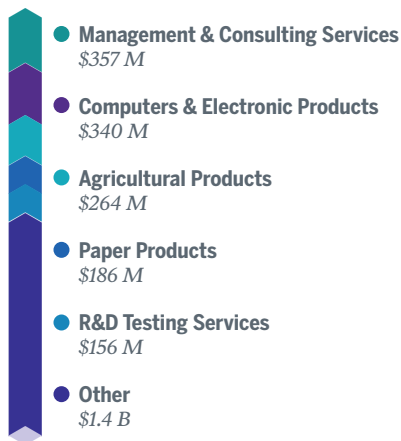 Management & Consulting Services
$357 M
Computers & Electronic Products
$340 M
Agricultural Products
$264 M
Paper Products
$186 M
R&D Testing Services
$156 M
Other
$1.4 B